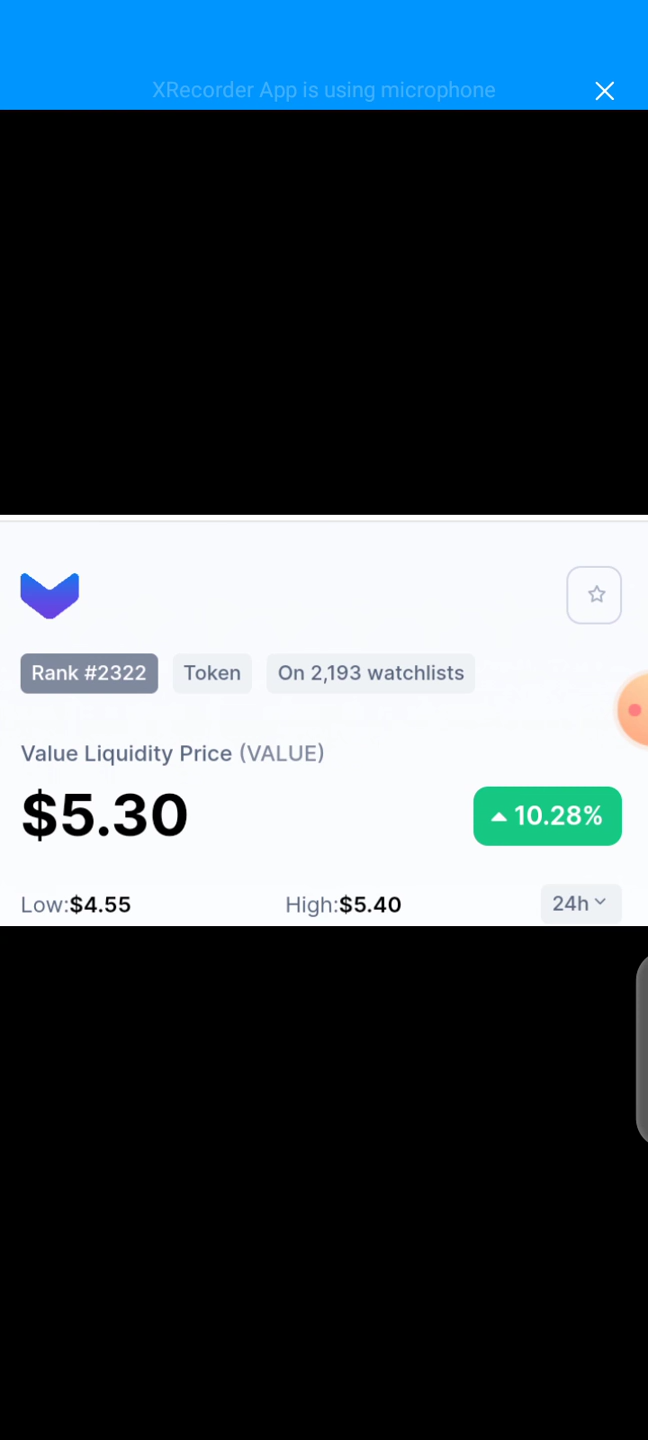 XRecorder App is using microphone
Rank #2322 Token On 2,193 watchlists
Value Liquidity Price (VALUE)
$5.30 10.28%
Low:$4.55 High:$5.40 24h